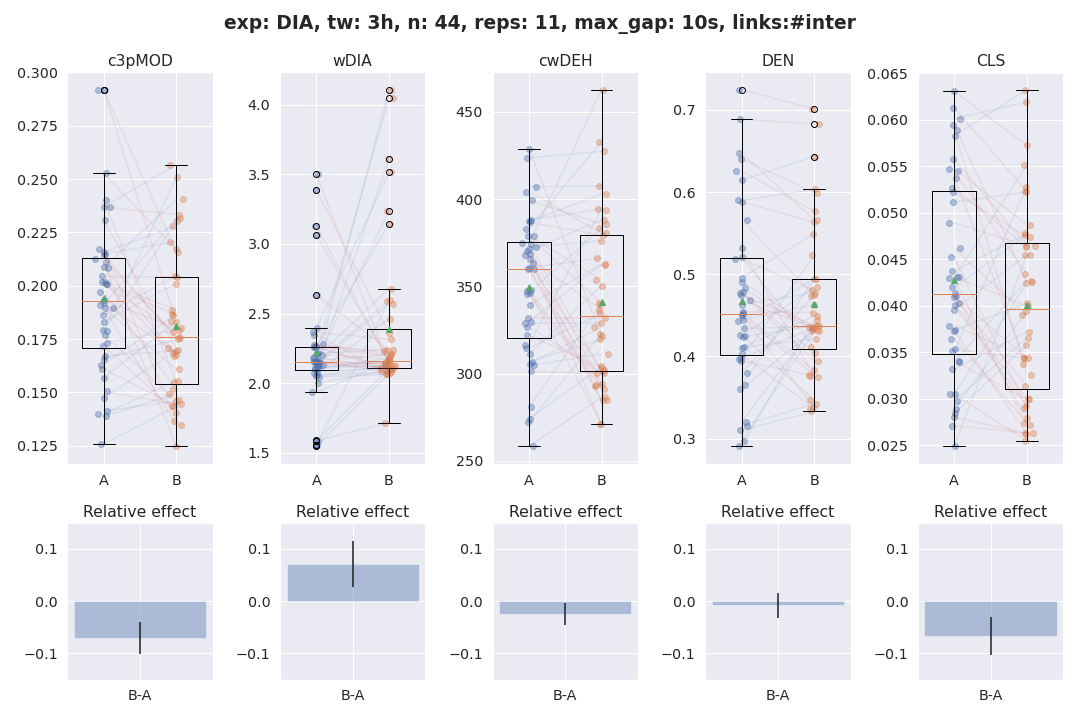 exp: DIA, tw: 3h, n: 44, reps: 11, max_gap: 10s, links:#inter
c3pMOD
wDIA
cwDEH
DEN
CLS
0.300
0.275
0.250
0.225
0.200
0.175
0.150
0.125
A B
4.0
3.5
3.0
2.5
2.0
1.5
A B
450
400
350
300
250
A B
0.7
0.6
0.5
0.4
0.3
A B
0.065
0.060
0.055
0.050
0.045
0.040
0.035
0.030
0.025
A B
Relative effect
0.1
0.0
−0.1
B-A
Relative effect
0.1
0.0
−0.1
B-A
Relative effect
0.1
0.0
−0.1
B-A
Relative effect
0.1
0.0
−0.1
B-A
Relative effect
0.1
0.0
−0.1
B-A